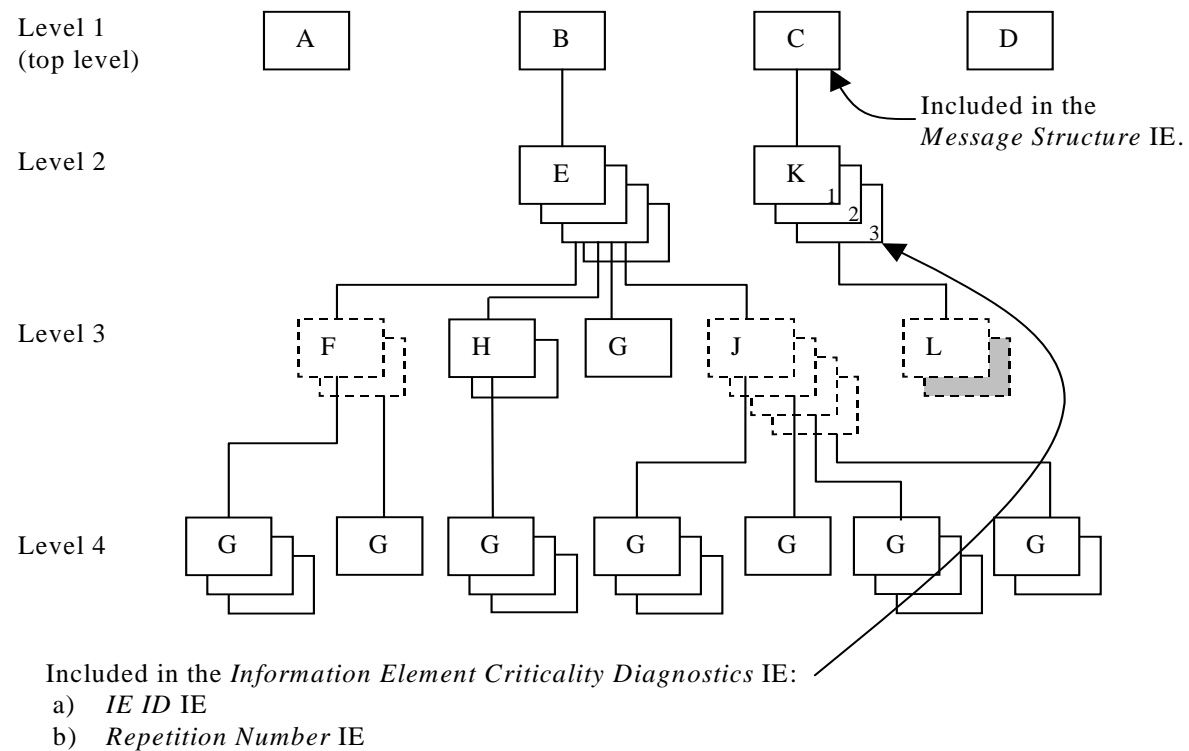 Level 1
(top level)
A
B
C
D
Included in the
Message Structure IE.
Level 2
E
K
1
2
3
Level 3
F
H
G
J
L
Level 4
G
G
G
G
G
G
G
Included in the Information Element Criticality Diagnostics IE:
a) IE ID IE
b) Repetition Number IE